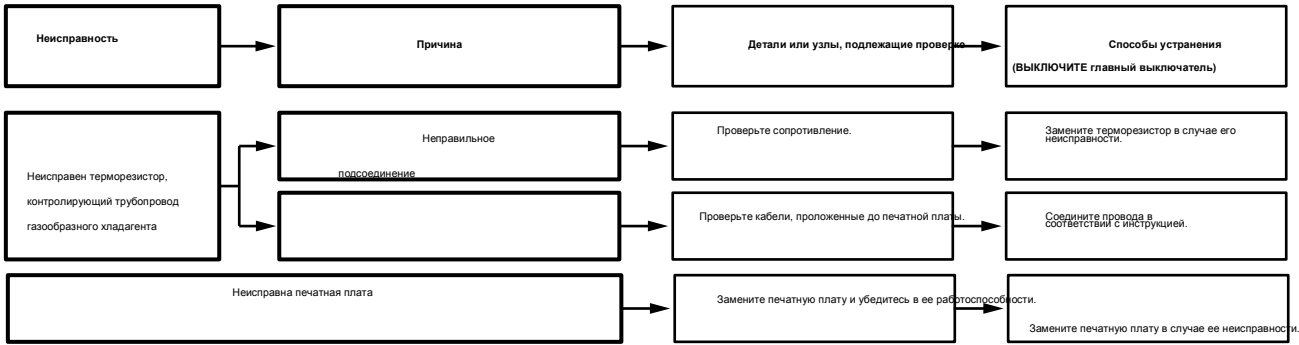 Неисправность
Причина
Детали или узлы, подлежащие проверке
Способы устранения
(ВЫКЛЮЧИТЕ главный выключатель)
Неисправен терморезистор,
контролирующий трубопровод
газообразного хладагента
Неправильное
подсоединение
Проверьте сопротивление.
Замените терморезистор в случае его
неисправности.
Проверьте кабели, проложенные до печатной платы.
Соедините провода в
соответствии с инструкцией.
Неисправна печатная плата
Замените печатную плату и убедитесь в ее работоспособности.
Замените печатную плату в случае ее неисправности.